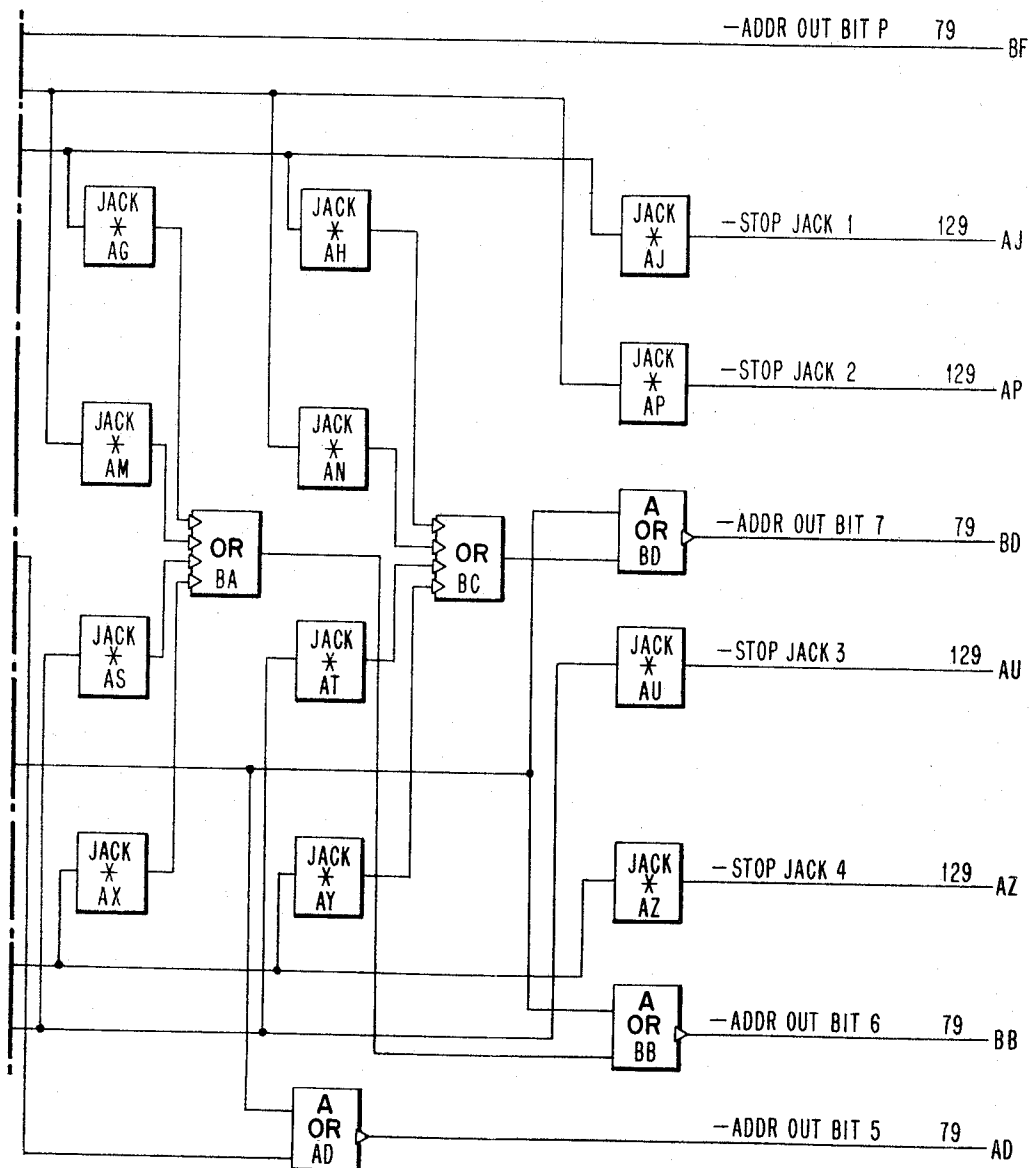 —ADDR OUT BIT P 79 BF
JACK
*
AG
JACK
*
AH
JACK
*
AJ
—STOP JACK 1 129 AJ
JACK
*
AP
—STOP JACK 2 129 AP
JACK
*
AM
JACK
*
AN
OR
BA
OR
BC
A
OR
BD
—ADDR OUT BIT 7 79 BD
JACK
*
AS
JACK
*
AT
JACK
*
AU
—STOP JACK 3 129 AU
JACK
*
AX
JACK
*
AY
JACK
*
AZ
—STOP JACK 4 129 AZ
A
OR
BB
—ADDR OUT BIT 6 79 BB
A
OR
AD
—ADDR OUT BIT 5 79 AD